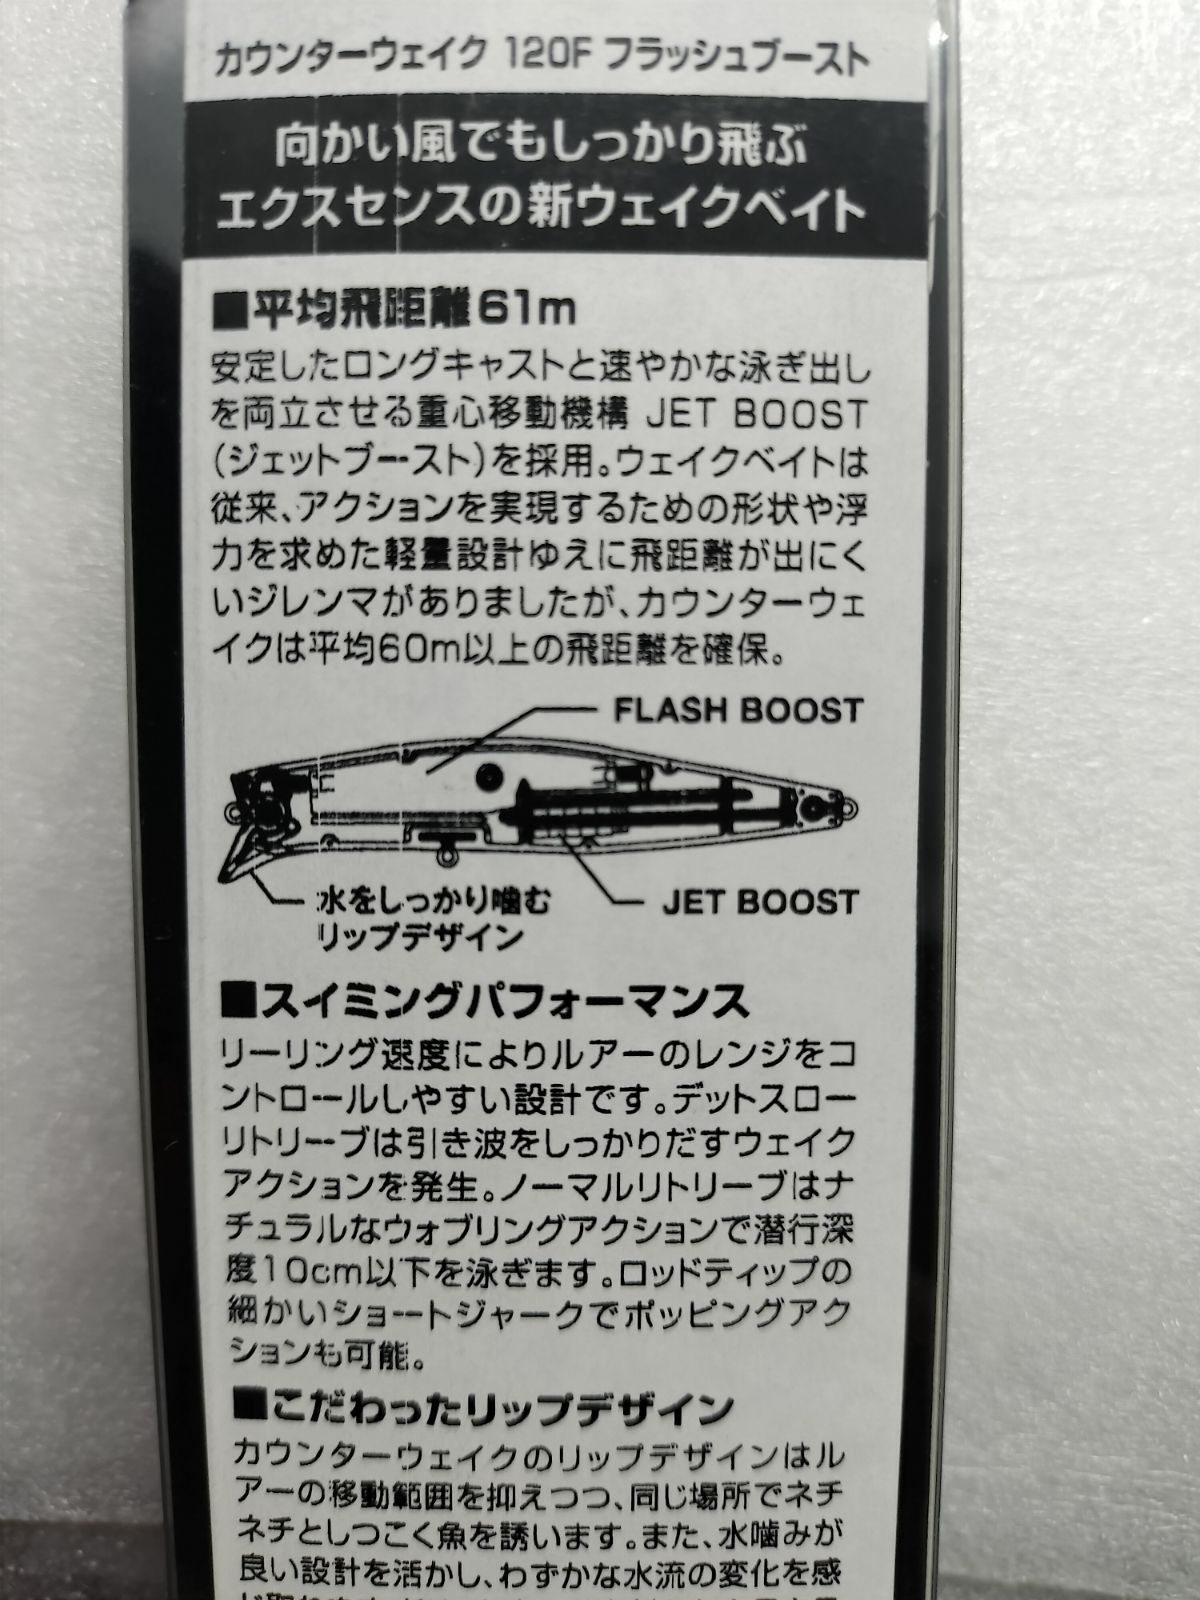 カウンターウェイク 120F フラッシュブースト
向かい風でもしっかり飛ぶ
エクスセンスの新ウェイクベイト
■平均飛距離61m
安定したロングキャストと速やかな泳ぎ出し
を両立させる重心移動機構 JET BOOST
(ジェットブースト)を採用。ウェイクベイトは
従来、アクションを実現するための形状や浮
力を求めた軽量設計ゆえに飛距離が出にく
いジレンマがありましたが、カウンターウェ
イクは平均60m以上の飛距離を確保。
FLASH BOOST
水をしっかり噛む
リップデザイン
JET BOOST
■スイミングパフォーマンス
リーリング速度によりルアーのレンジをコ
ントロールしやすい設計です。デットスロー
リトリーブは引き波をしっかりだすウェイク
アクションを発生。ノーマルリトリーブはナ
チュラルなウォブリングアクションで潜行深
度10cm以下を泳ぎます。ロッドティップの
細かいショートジャークでポッピングアク
ションも可能。
■こだわったリップデザイン
カウンターウェイクのリップデザインはル
アーの移動範囲を抑えつつ、同じ場所でネチ
ネチとしつこく魚を誘います。また、水噛みが
良い設計を活かし、わずかな水流の変化を感